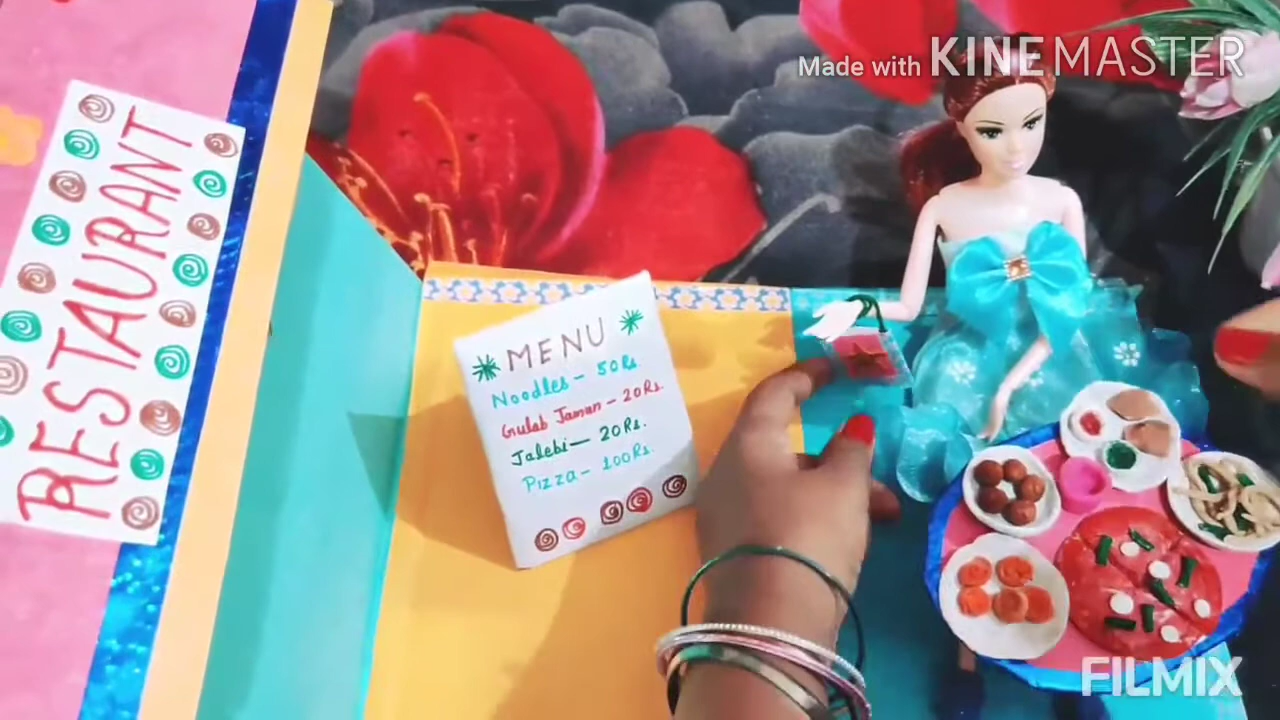 Made with KINEMASTER
RESTAURANT
MENU
Noodles - 50Rs.
Gulab Jamun - 20Rs.
Jalebi - 20Rs.
Pizza - 100Rs.
FILMIX